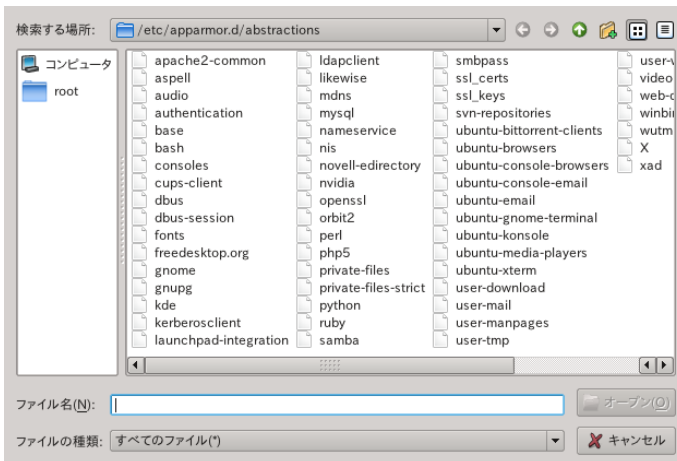 検索する場所: /etc/apparmor.d/abstractions
コンピュータ
root
apache2-common
aspell
audio
authentication
base
bash
consoles
cups-client
dbus
dbus-session
fonts
freedesktop.org
gnome
gnupg
kde
kerberosclient
launchpad-integration
ldapclient
likewise
mdns
mysql
nameservice
nis
novell-edirectory
nvidia
openssl
orbit2
perl
php5
private-files
private-files-strict
python
ruby
samba
smbpass
ssl_certs
ssl_keys
svn-repositories
ubuntu-bittorrent-clients
ubuntu-browsers
ubuntu-console-browsers
ubuntu-console-email
ubuntu-email
ubuntu-gnome-terminal
ubuntu-konsole
ubuntu-media-players
ubuntu-xterm
user-download
user-mail
user-manpages
user-tmp
user-
video
web-
winbi
wutm
X
xad
ファイル名(N):
オープン(O)
ファイルの種類: すべてのファイル(*)
キャンセル